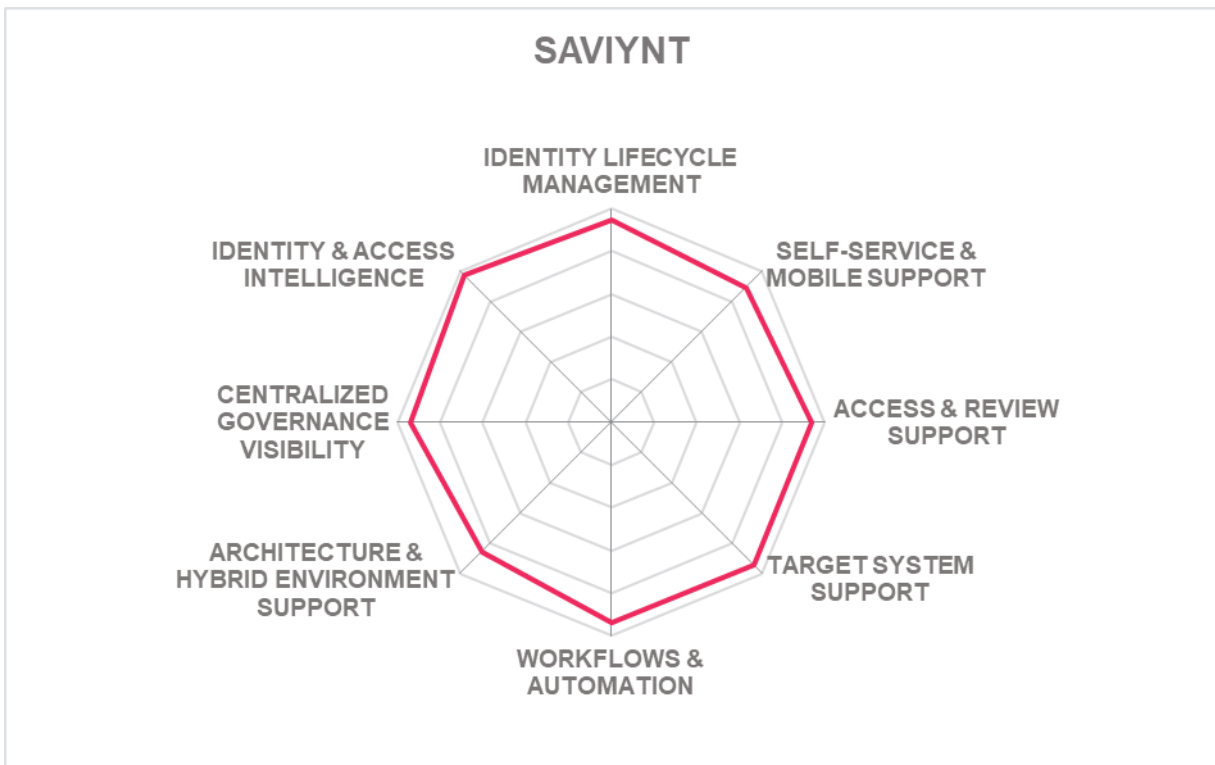 SAVIYNT
IDENTITY LIFECYCLE
MANAGEMENT
SELF-SERVICE &
MOBILE SUPPORT
ACCESS & REVIEW
SUPPORT
TARGET SYSTEM
SUPPORT
WORKFLOWS &
AUTOMATION
ARCHITECTURE &
HYBRID ENVIRONMENT
SUPPORT
CENTRALIZED
GOVERNANCE
VISIBILITY
IDENTITY & ACCESS
INTELLIGENCE